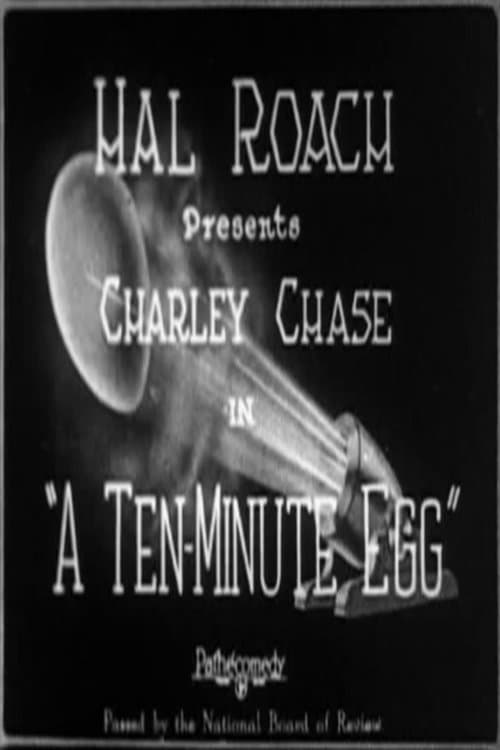 HAL ROACH
Presents
CHARLEY CHASE
IN
"A TEN-MINUTE EGG"
Pathécomedy
Passed by the National Board of Review